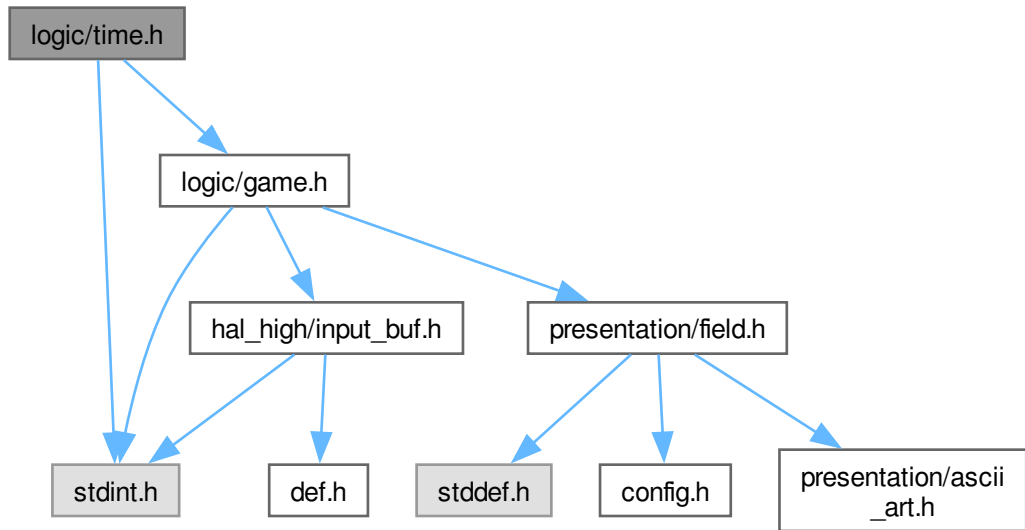 logic/time.h
logic/game.h
hal_high/input_buf.h
presentation/field.h
stdint.h
def.h
stddef.h
config.h
presentation/ascii
_art.h